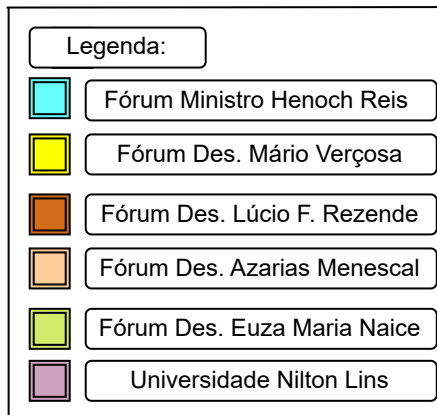 Legenda:
Fórum Ministro Henoch Reis
Fórum Des. Mário Verçosa
Fórum Des. Lúcio F. Rezende
Fórum Des. Azarias Menescal
Fórum Des. Euza Maria Naice
Universidade Nilton Lins